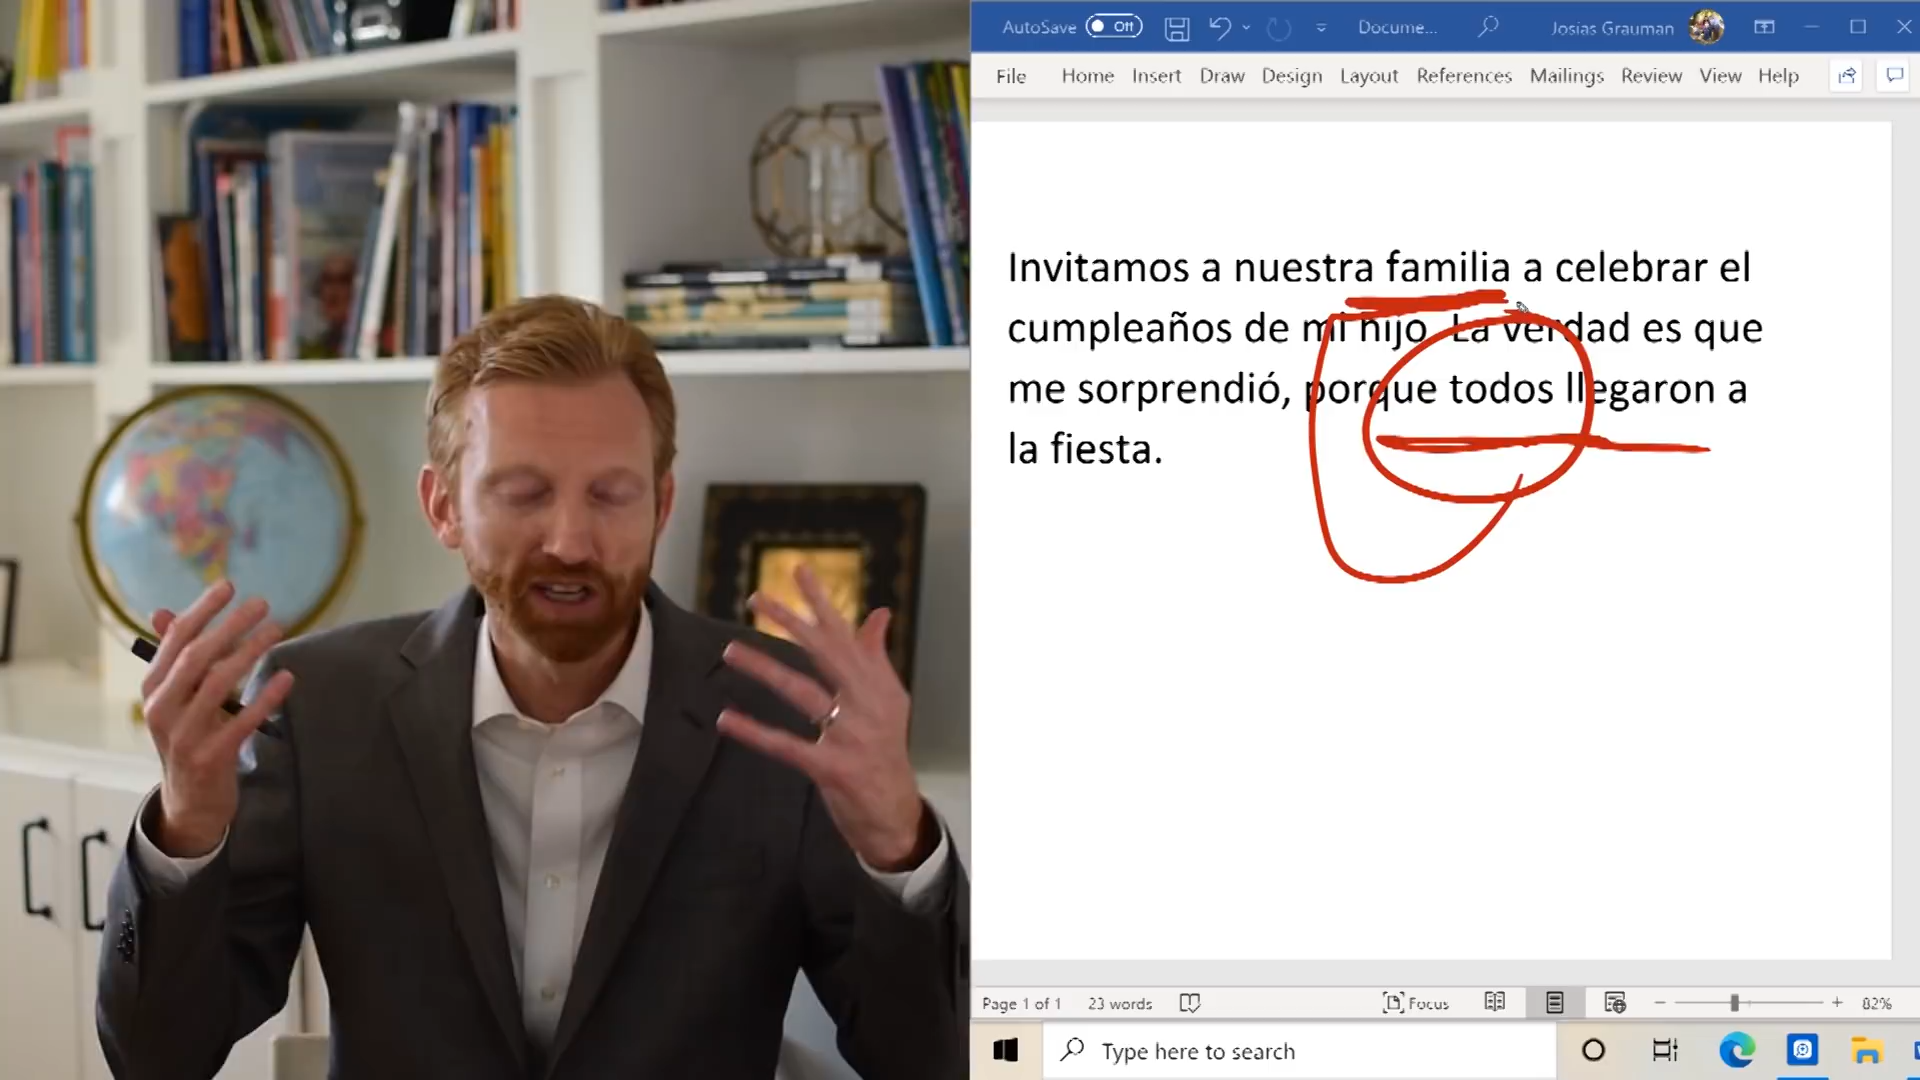 AutoSave Off Docume... Josias Grauman
File Home Insert Draw Design Layout References Mailings Review View Help
Invitamos a nuestra familia a celebrar el
cumpleaños de mi hijo. La verdad es que
me sorprendió, porque todos llegaron a
la fiesta.
Page 1 of 1 23 words Focus 82%
Type here to search